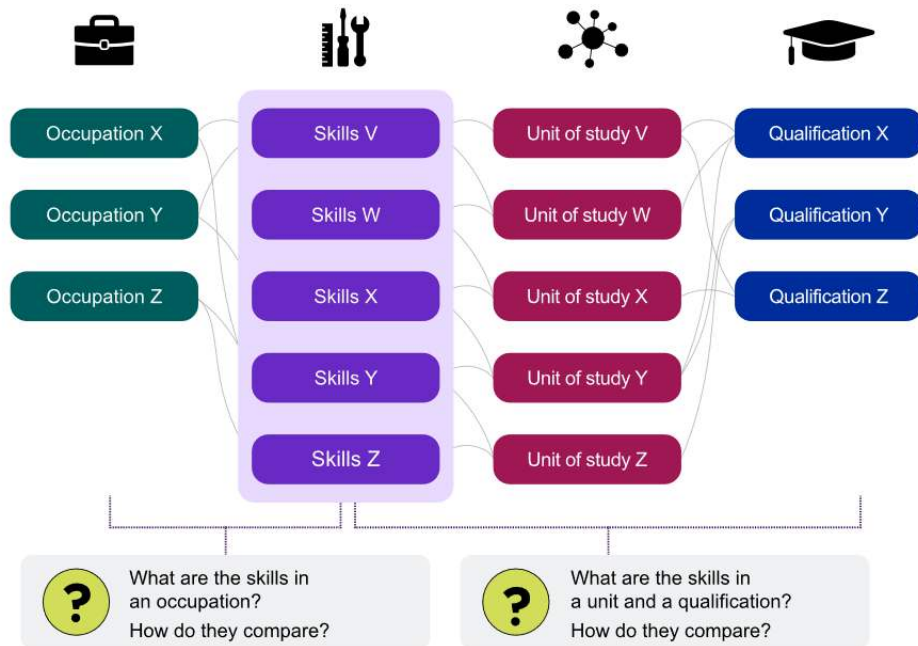 Occupation X
Skills V
Unit of study V
Qualification X
Occupation Y
Skills W
Unit of study W
Qualification Y
Occupation Z
Skills X
Unit of study X
Qualification Z
Skills Y
Unit of study Y
Skills Z
Unit of study Z
?
What are the skills in
an occupation?
How do they compare?
?
What are the skills in
a unit and a qualification?
How do they compare?